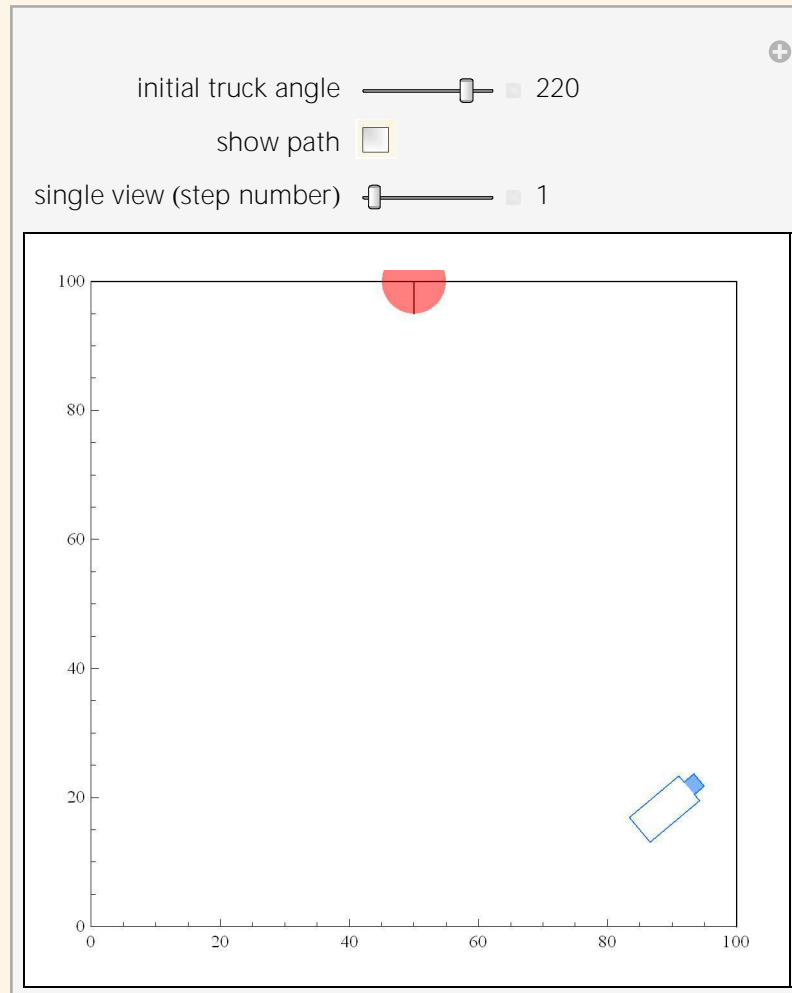 initial truck angle 220
show path
single view (step number) 1
100
80
60
40
20
0
0 20 40 60 80 100